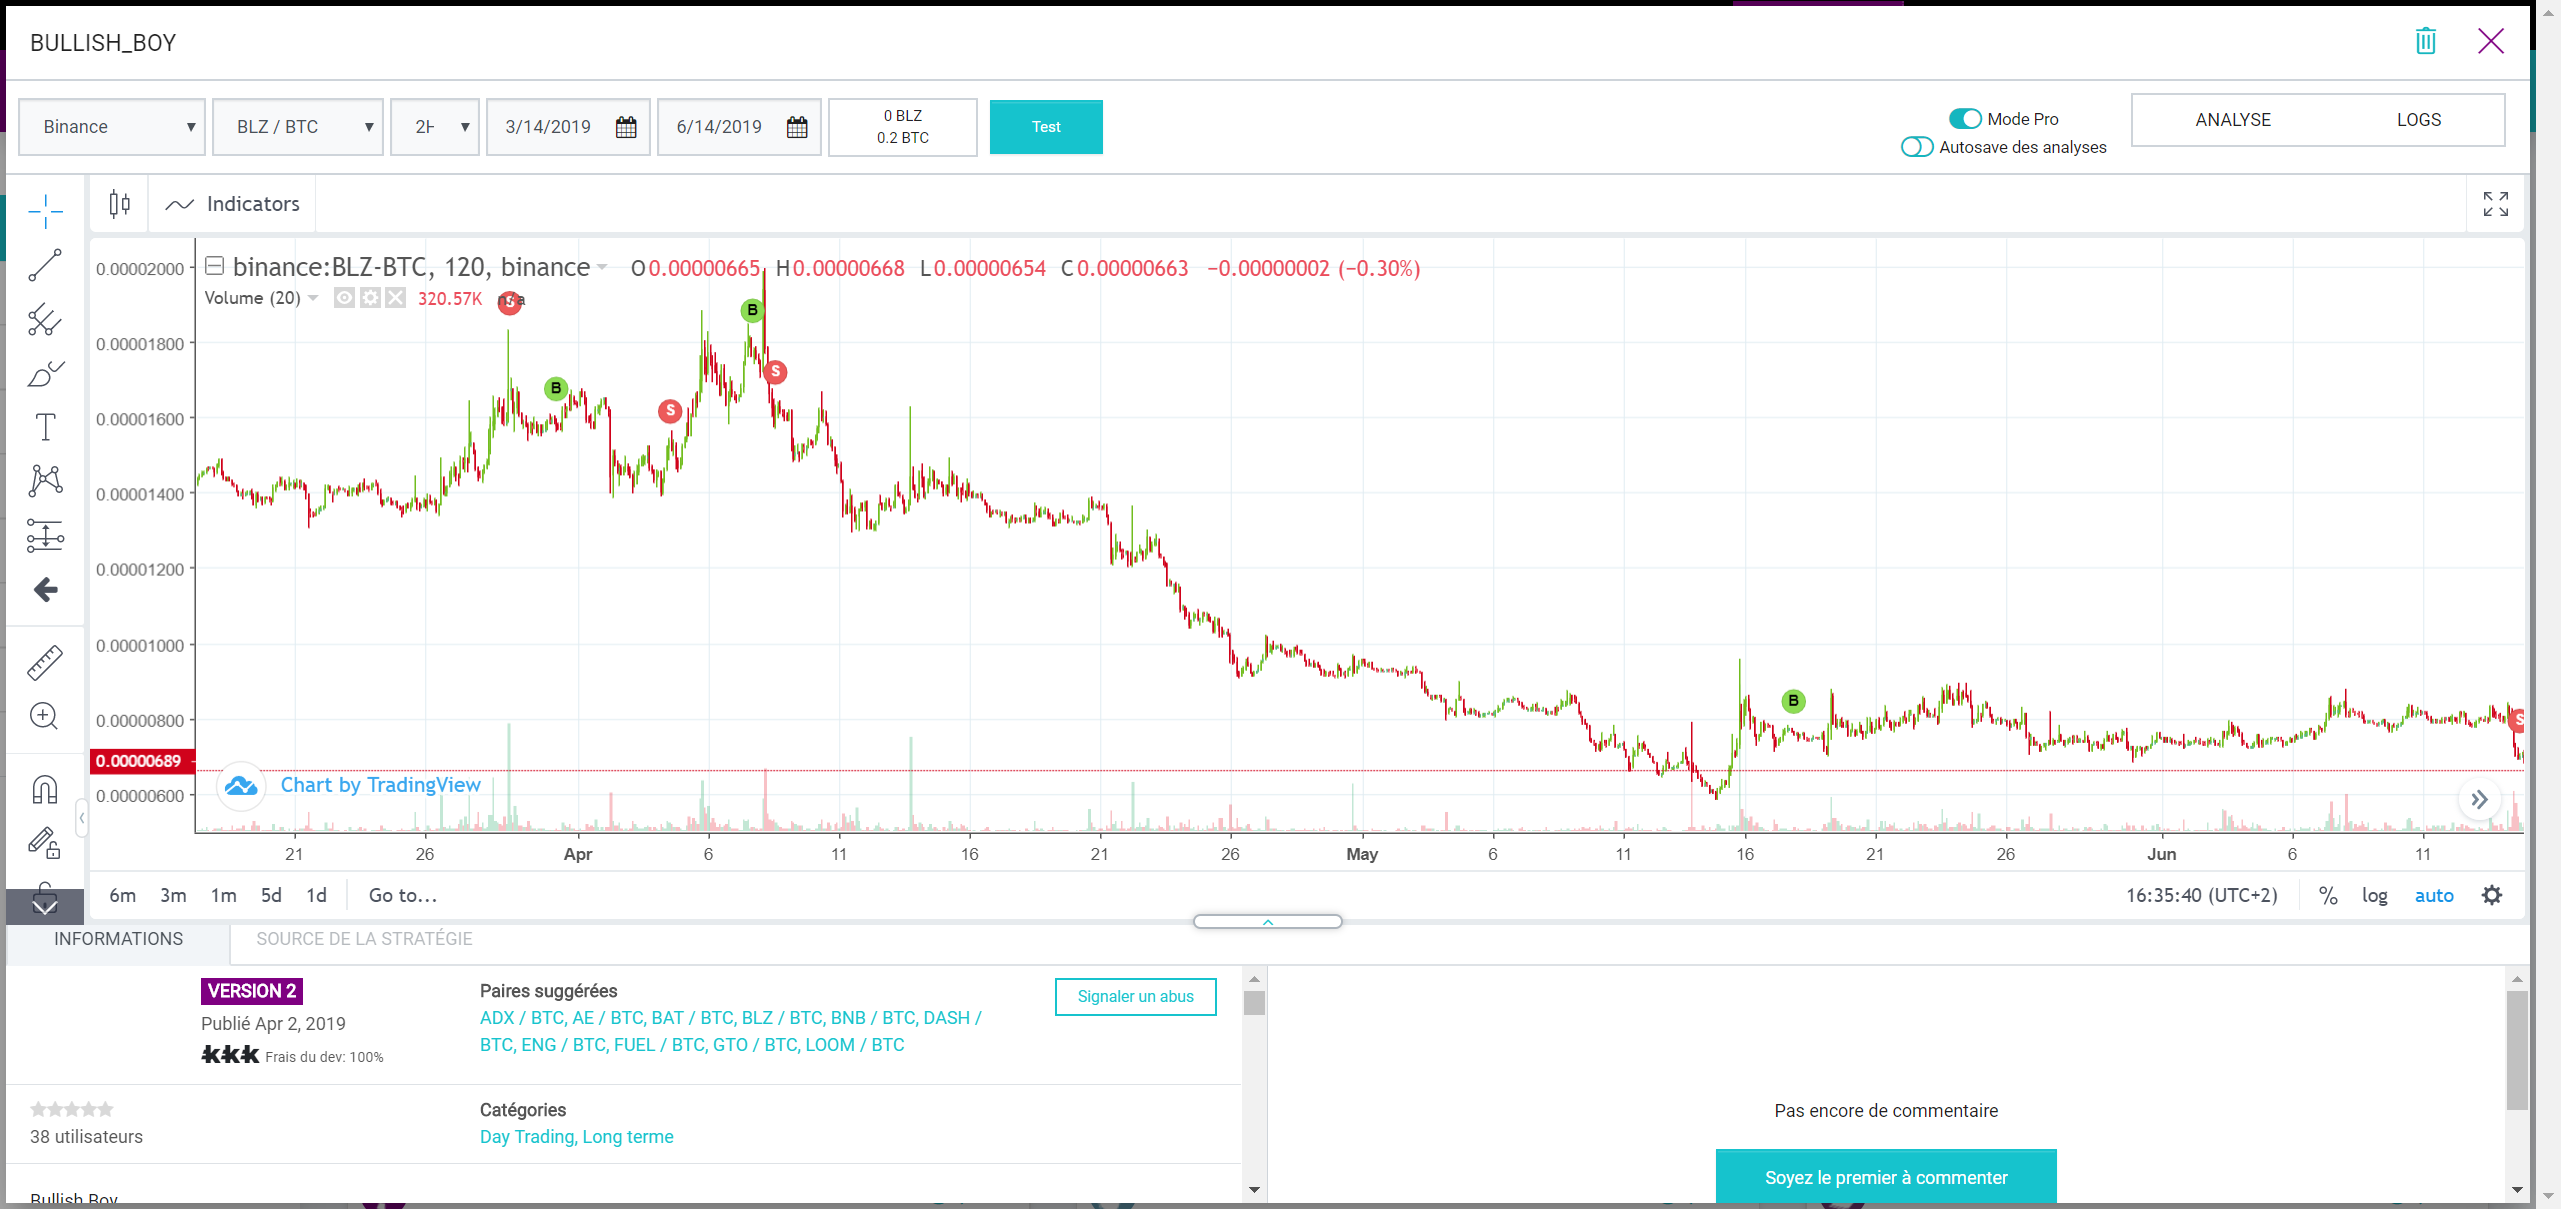 BULLISH_BOY
Binance
BLZ / BTC
3/14/2019
6/14/2019
0 BLZ
0.2 BTC
Test
Mode Pro
Autosave des analyses
ANALYSE
LOGS
Indicators
binance:BLZ-BTC, 120, binance O0.00000665 H0.00000668 L0.00000654 C0.00000663 −0.00000002 (−0.30%)
Volume (20) 320.57K n/a
S
B
S
B
S
B
S
0.00002000
0.00001800
0.00001600
0.00001400
0.00001200
0.00001000
0.00000800
0.00000689
0.00000600
Chart by TradingView
21 26 Apr 6 11 16 21 26 May 6 11 16 21 26 Jun 6 11
6m 3m 1m 5d 1d Go to...
16:35:40 (UTC+2) % log auto
INFORMATIONS
SOURCE DE LA STRATÉGIE
VERSION 2
Publié Apr 2, 2019
Frais du dev: 100%
Paires suggérées
ADX / BTC, AE / BTC, BAT / BTC, BLZ / BTC, BNB / BTC, DASH /
BTC, ENG / BTC, FUEL / BTC, GTO / BTC, LOOM / BTC
Signaler un abus
38 utilisateurs
Catégories
Day Trading, Long terme
Bullish Boy
Pas encore de commentaire
Soyez le premier à commenter